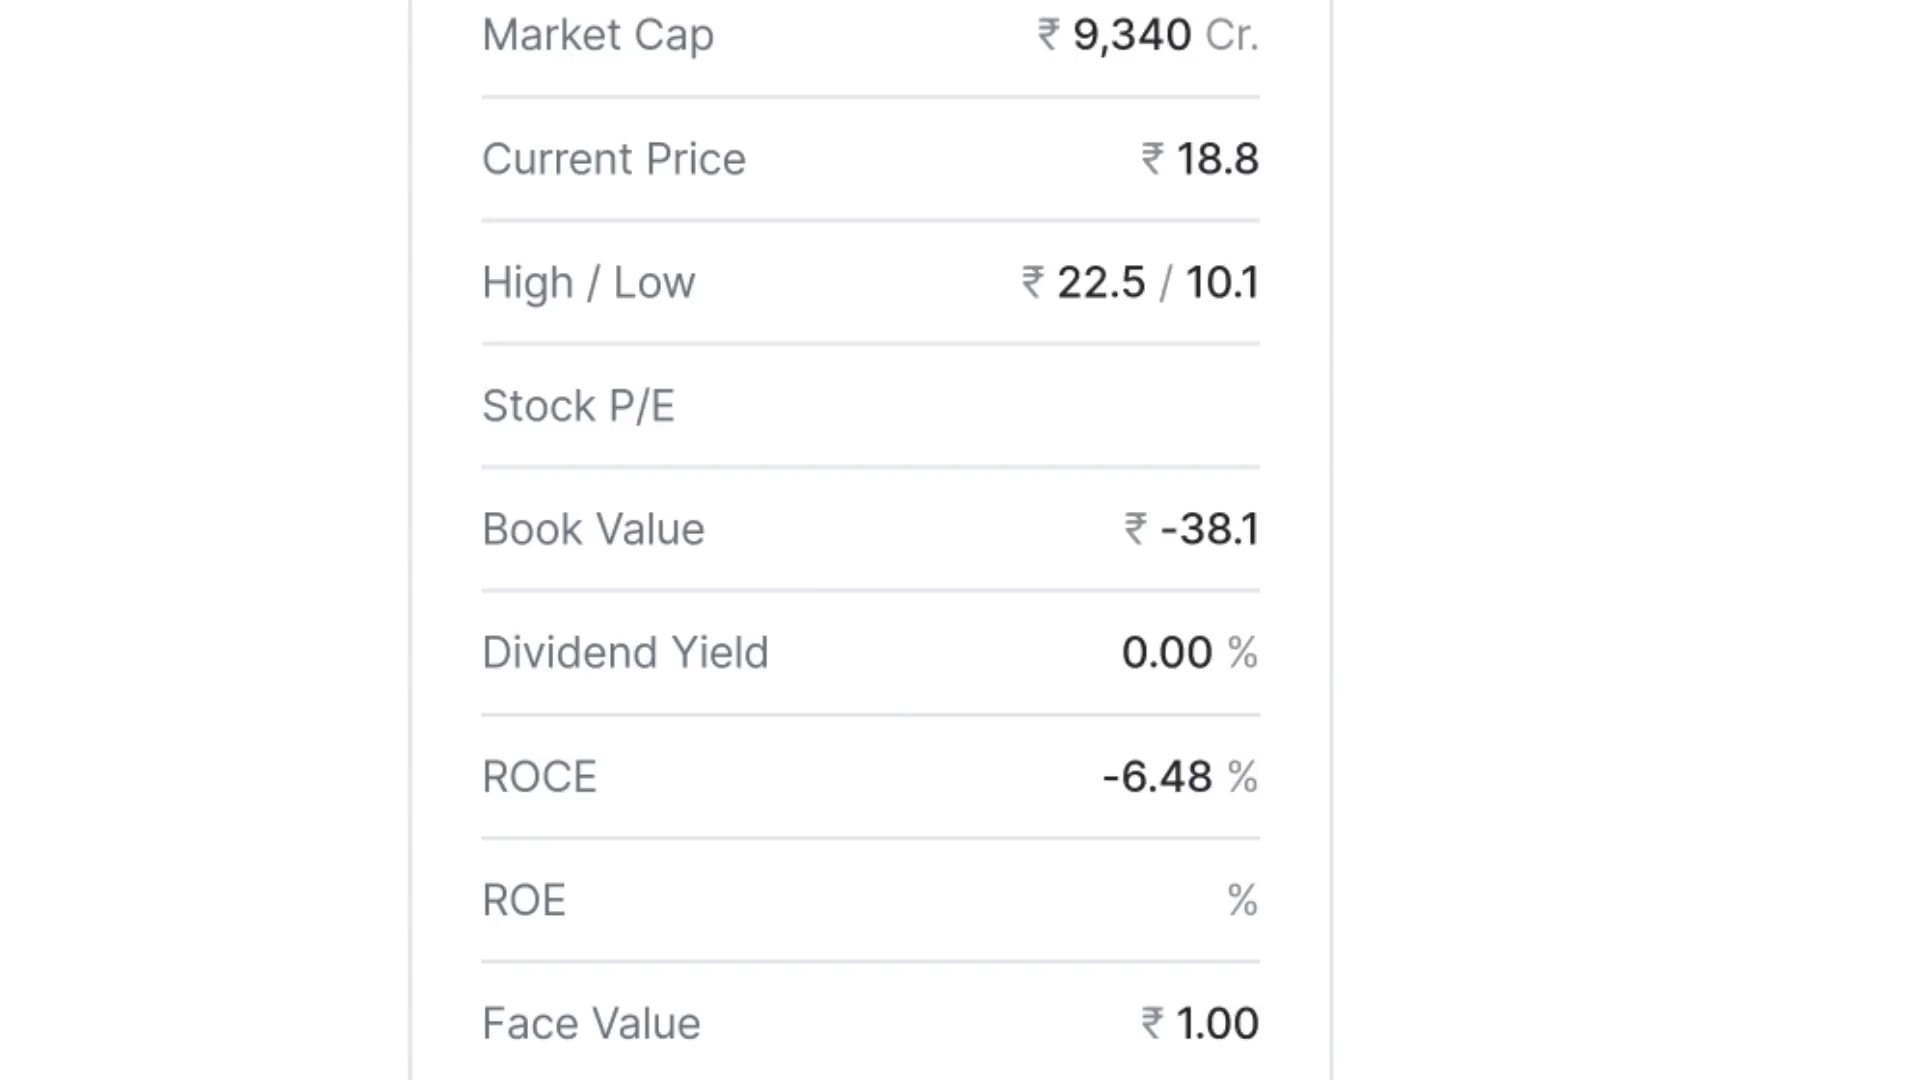 Market Cap ₹ 9,340 Cr.
Current Price ₹ 18.8
High / Low ₹ 22.5 / 10.1
Stock P/E
Book Value ₹ -38.1
Dividend Yield 0.00 %
ROCE -6.48 %
ROE %
Face Value ₹ 1.00